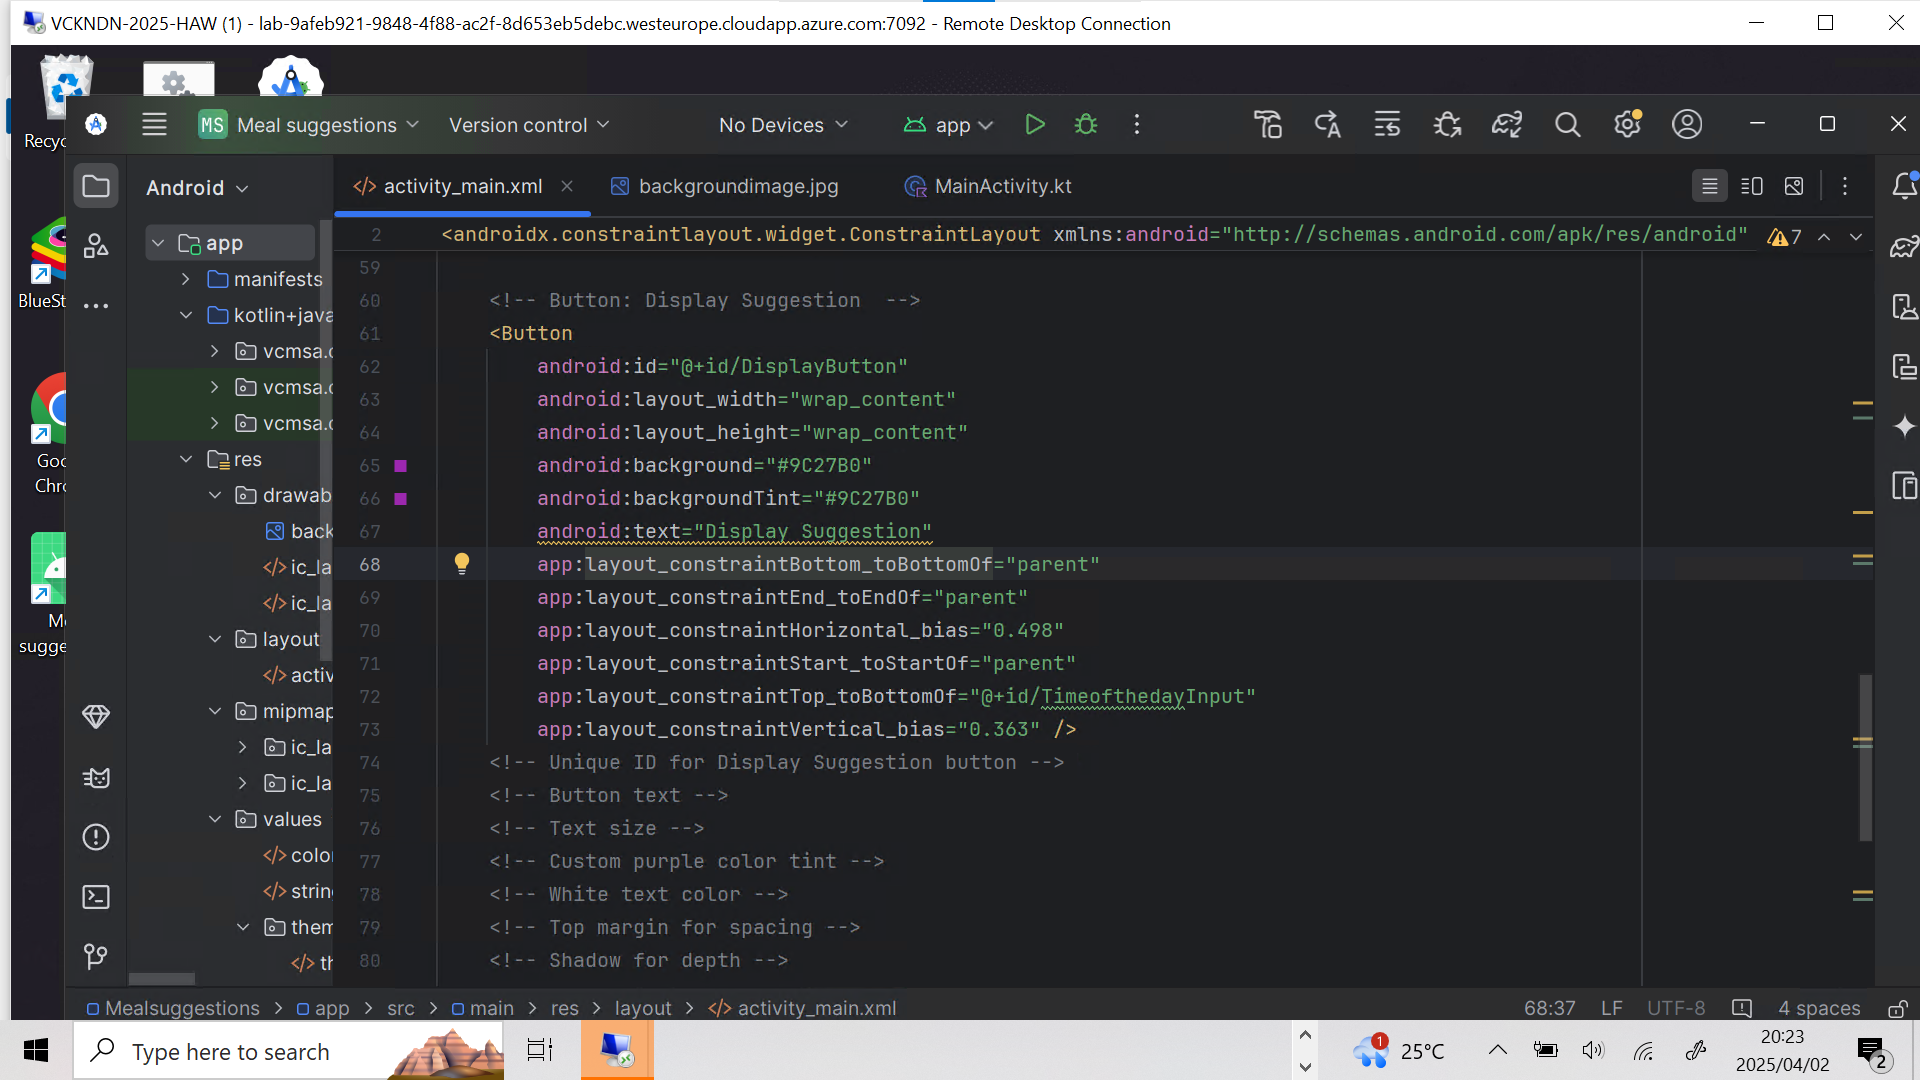 VCKNDN-2025-HAW (1) - lab-9afeb921-9848-4f88-ac2f-8d653eb5debc.westeurope.cloudapp.azure.com:7092 - Remote Desktop Connection
Recyc
MS Meal suggestions Version control No Devices app
Android
activity_main.xml backgroundimage.jpg MainActivity.kt
app
manifests
kotlin+java
vcmsa.c
vcmsa.c
vcmsa.c
res
drawab
back
ic_la
ic_la
layout
activ
mipmap
ic_la
ic_la
values
color
string
them
th
BlueSt
Goo
Chro
Me
sugge
2 <androidx.constraintlayout.widget.ConstraintLayout xmlns:android="http://schemas.android.com/apk/res/android" 7
59
60 <!-- Button: Display Suggestion  -->
61 <Button
62 android:id="@+id/DisplayButton"
63 android:layout_width="wrap_content"
64 android:layout_height="wrap_content"
65 android:background="#9C27B0"
66 android:backgroundTint="#9C27B0"
67 android:text="Display Suggestion"
68 app:layout_constraintBottom_toBottomOf="parent"
69 app:layout_constraintEnd_toEndOf="parent"
70 app:layout_constraintHorizontal_bias="0.498"
71 app:layout_constraintStart_toStartOf="parent"
72 app:layout_constraintTop_toBottomOf="@+id/TimeofthedayInput"
73 app:layout_constraintVertical_bias="0.363" />
74 <!-- Unique ID for Display Suggestion button -->
75 <!-- Button text -->
76 <!-- Text size -->
77 <!-- Custom purple color tint -->
78 <!-- White text color -->
79 <!-- Top margin for spacing -->
80 <!-- Shadow for depth -->
Mealsuggestions > app > src > main > res > layout > activity_main.xml 68:37 LF UTF-8 4 spaces
Type here to search 1 25°C 20:23
2025/04/02 2